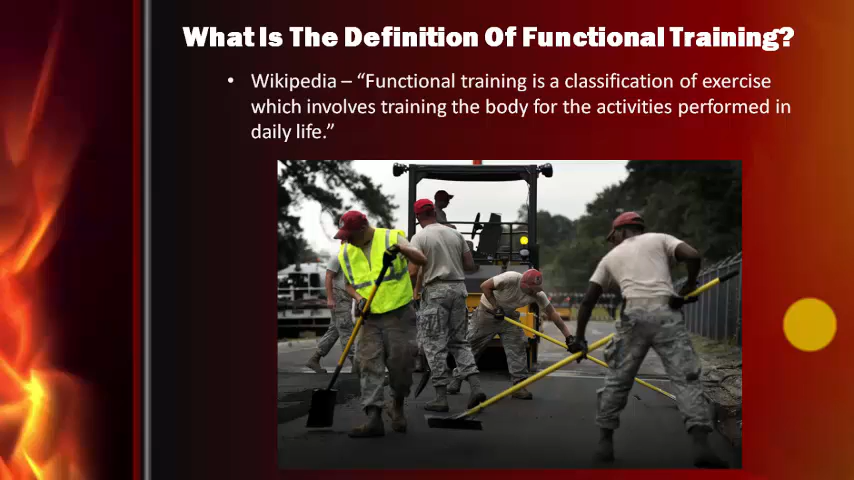 What Is The Definition Of Functional Training?
• Wikipedia – “Functional training is a classification of exercise
which involves training the body for the activities performed in
daily life.”